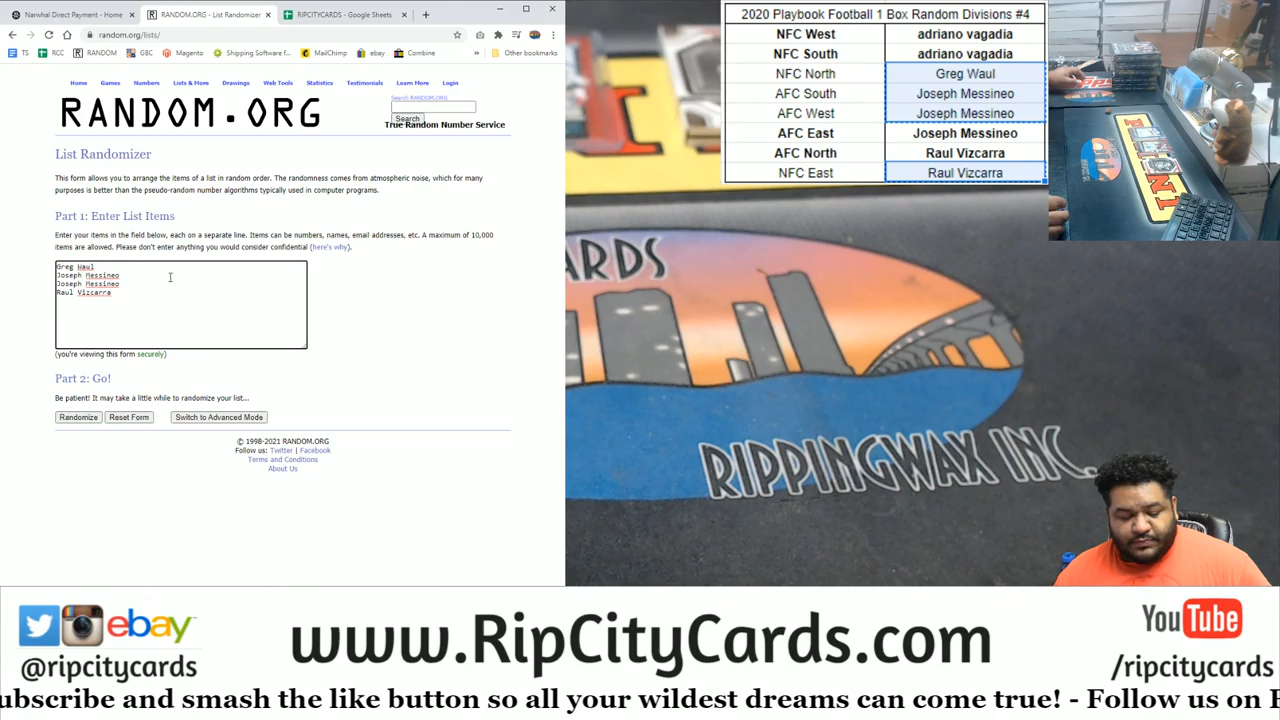 Narwhal Direct Payment - Home
RANDOM.ORG - List Randomizer
RIPCITYCARDS - Google Sheets
random.org/lists/
TS
RCC
RANDOM
GBC
Magento
Shipping Software f...
MailChimp
ebay
Combine
»
Other bookmarks
Home Games Numbers Lists & More Drawings Web Tools Statistics Testimonials Learn More Login
RANDOM.ORG
Search RANDOM.ORG
Search
True Random Number Service
List Randomizer
This form allows you to arrange the items of a list in random order. The randomness comes from atmospheric noise, which for many
purposes is better than the pseudo-random number algorithms typically used in computer programs.
Part 1: Enter List Items
Enter your items in the field below, each on a separate line. Items can be numbers, names, email addresses, etc. A maximum of 10,000
items are allowed. Please don't enter anything you would consider confidential (here's why).
Greg Waul
Joseph Messineo
Joseph Messineo
Raul Vizcarra
(you're viewing this form securely)
Part 2: Go!
Be patient! It may take a little while to randomize your list...
Randomize Reset Form Switch to Advanced Mode
© 1998-2021 RANDOM.ORG
Follow us: Twitter | Facebook
Terms and Conditions
About Us
2020 Playbook Football 1 Box Random Divisions #4
NFC West adriano vagadia
NFC South adriano vagadia
NFC North Greg Waul
AFC South Joseph Messineo
AFC West Joseph Messineo
AFC East Joseph Messineo
AFC North Raul Vizcarra
NFC East Raul Vizcarra
ARDS
RIPPINGWAX INC.
ebay
@ripcitycards
www.RipCityCards.com
YouTube
/ripcitycards
ubscribe and smash the like button so all your wildest dreams can come true! - Follow us on